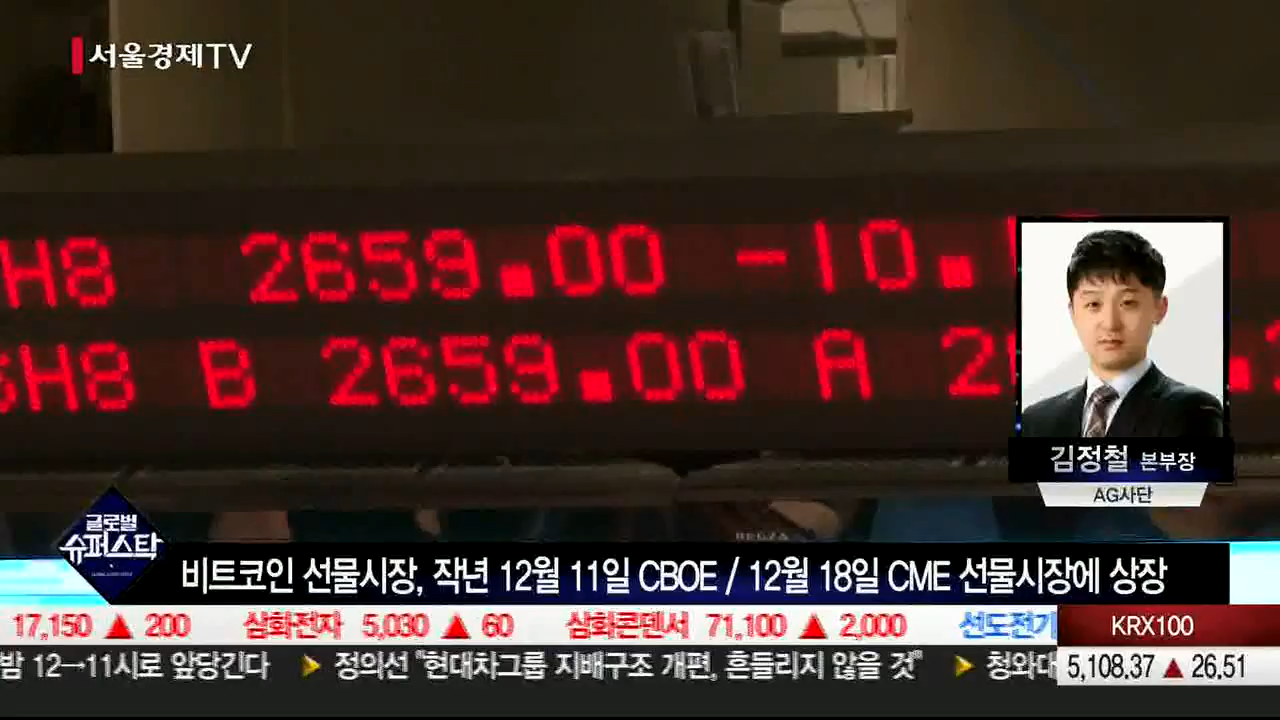 서울경제TV
H8 2659.00 -10.
H8 B 2659.00 A 2
김정철 본부장
AG사단
글로벌
슈퍼스탁
비트코인 선물시장, 작년 12월 11일 CBOE / 12월 18일 CME 선물시장에 상장
17,150 ▲ 200 삼화전자 5,030 ▲ 60 삼화콘덴서 71,100 ▲ 2,000 선도전기
KRX100
밤 12→11시로 앞당긴다 정의선 "현대차그룹 지배구조 개편, 흔들리지 않을 것" 청와대
5,108.37 ▲ 26.51